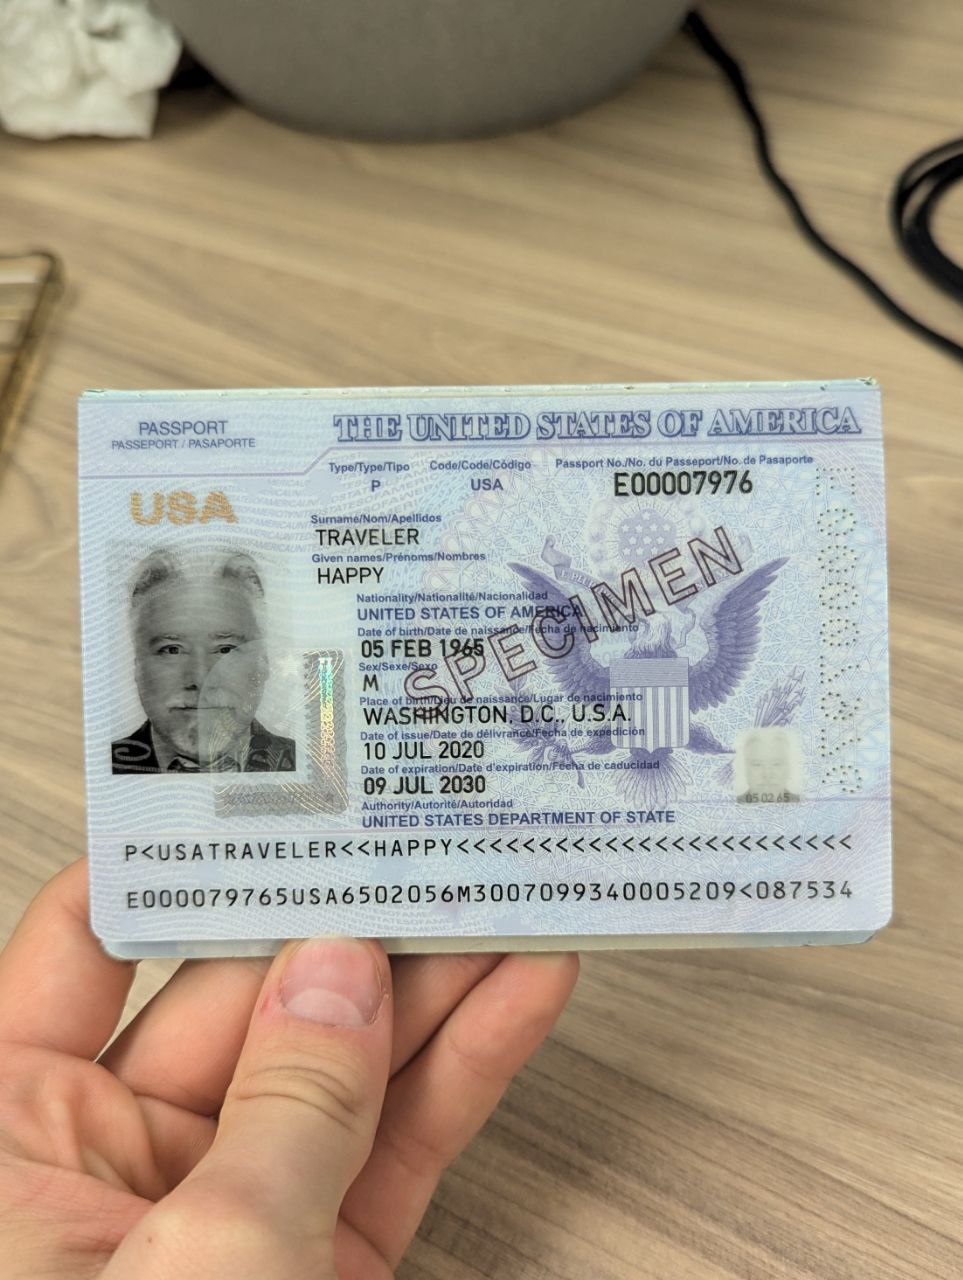 PASSPORT
PASSEPORT / PASAPORTE
THE UNITED STATES OF AMERICA
Type/Type/Tipo Code/Code/Código Passport No./No. du Passeport/No. de Pasaporte
P USA E00007976
USA
Surname/Nom/Apellidos
TRAVELER
Given names/Prénoms/Nombres
HAPPY
Nationality/Nationalité/Nacionalidad
UNITED STATES OF AMERICA
Date of birth/Date de naissance/Fecha de nacimiento
05 FEB 1965
Sex/Sexe/Sexo
M
Place of birth/Lieu de naissance/Lugar de nacimiento
WASHINGTON, D.C., U.S.A.
Date of issue/Date de délivrance/Fecha de expedición
10 JUL 2020
Date of expiration/Date d'expiration/Fecha de caducidad
09 JUL 2030
Authority/Autorité/Autoridad
UNITED STATES DEPARTMENT OF STATE
SPECIMEN
05 02 65
P<USATRAVELER<<HAPPY<<<<<<<<<<<<<<<<<<<<<<<<
E000079765USA6502056M3007099340005209<087534